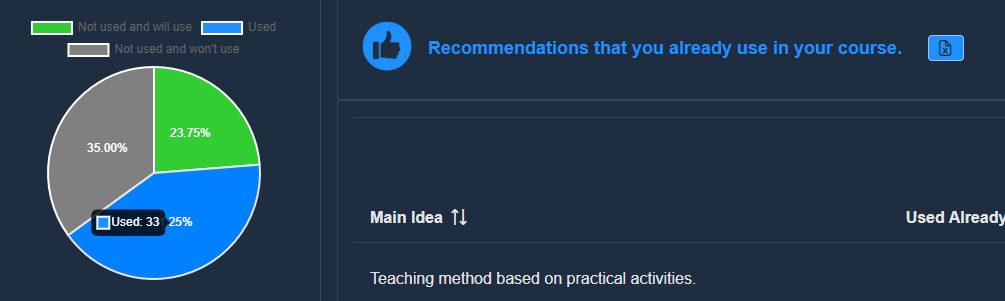 Not used and will use
Used
Not used and won't use
23.75%
35.00%
Used: 33
.25%
Recommendations that you already use in your course.
Main Idea
Used Already
Teaching method based on practical activities.